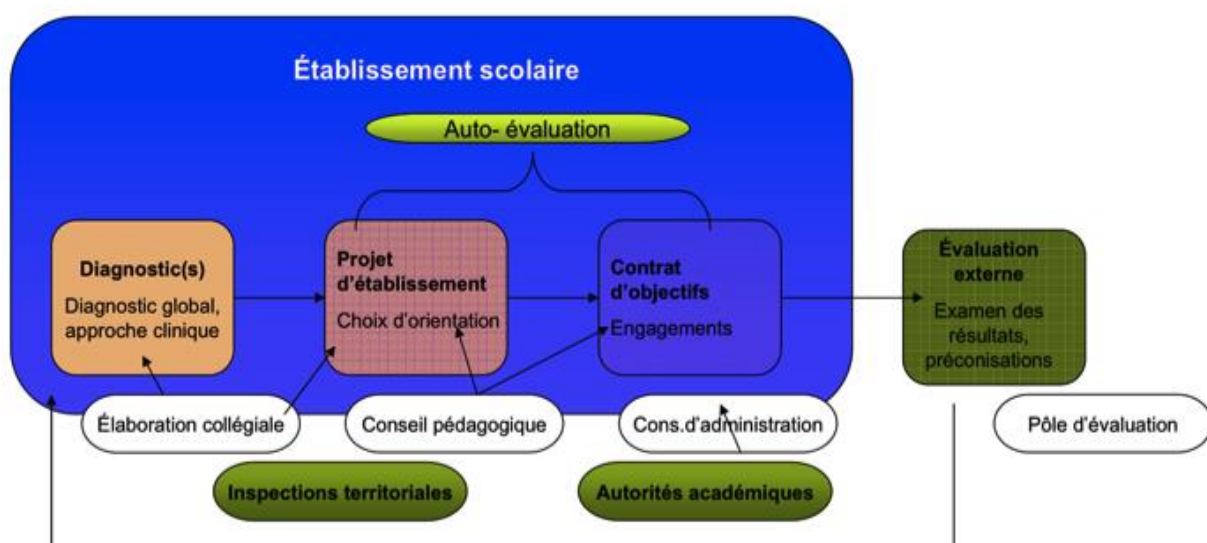 Établissement scolaire
Auto- évaluation
Diagnostic(s)
Diagnostic global,
approche clinique
Projet
d'établissement
Choix d'orientation
Contrat
d'objectifs
Engagements
Évaluation
externe
Examen des
résultats,
préconisations
Élaboration collégiale
Conseil pédagogique
Cons.d'administration
Pôle d'évaluation
Inspections territoriales
Autorités académiques